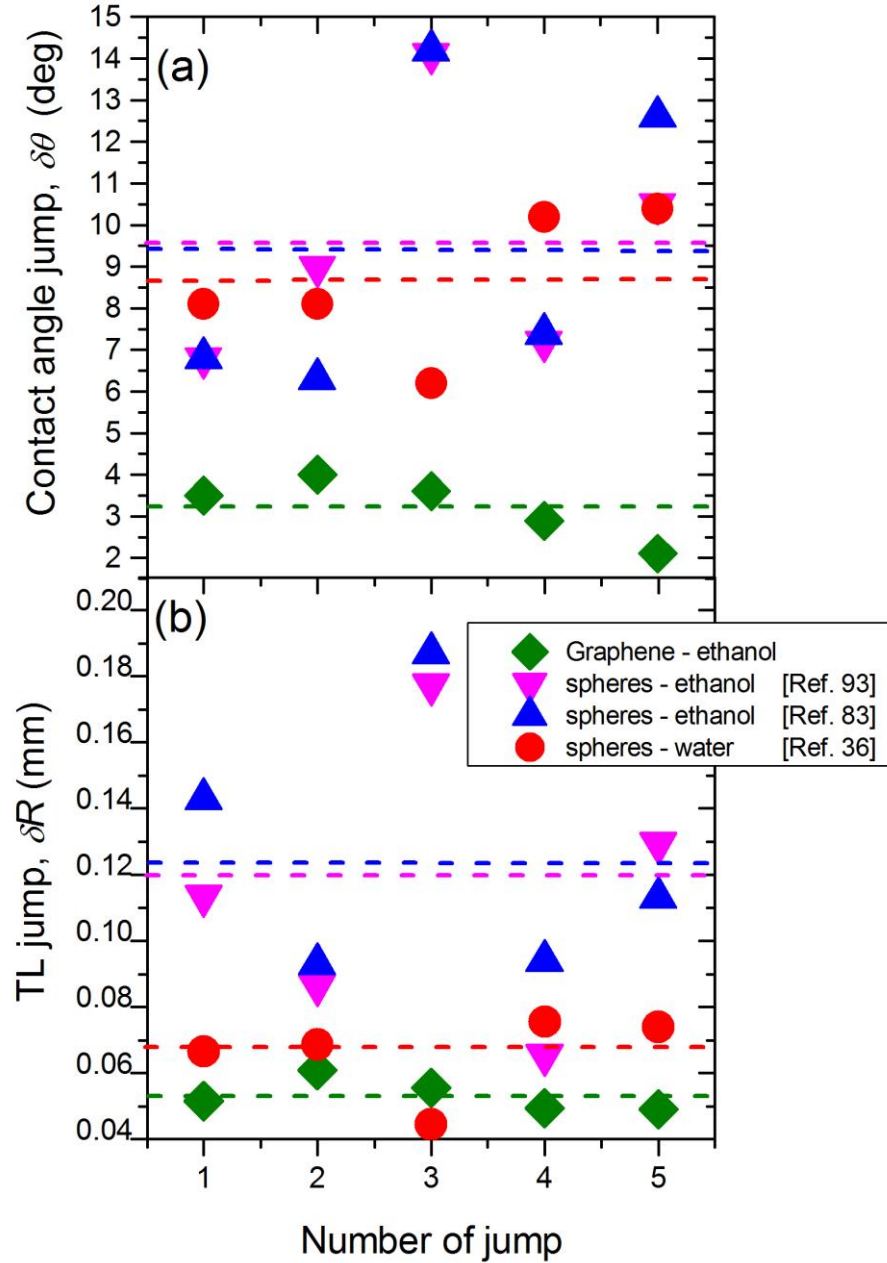 15
14
13
12
11
10
9
8
7
6
5
4
3
2
(a)
Contact angle jump, δθ (deg)
0.20
0.18
0.16
0.14
0.12
0.10
0.08
0.06
0.04
(b)
TL jump, δR (mm)
Graphene - ethanol
spheres - ethanol [Ref. 93]
spheres - ethanol [Ref. 83]
spheres - water [Ref. 36]
1 2 3 4 5
Number of jump